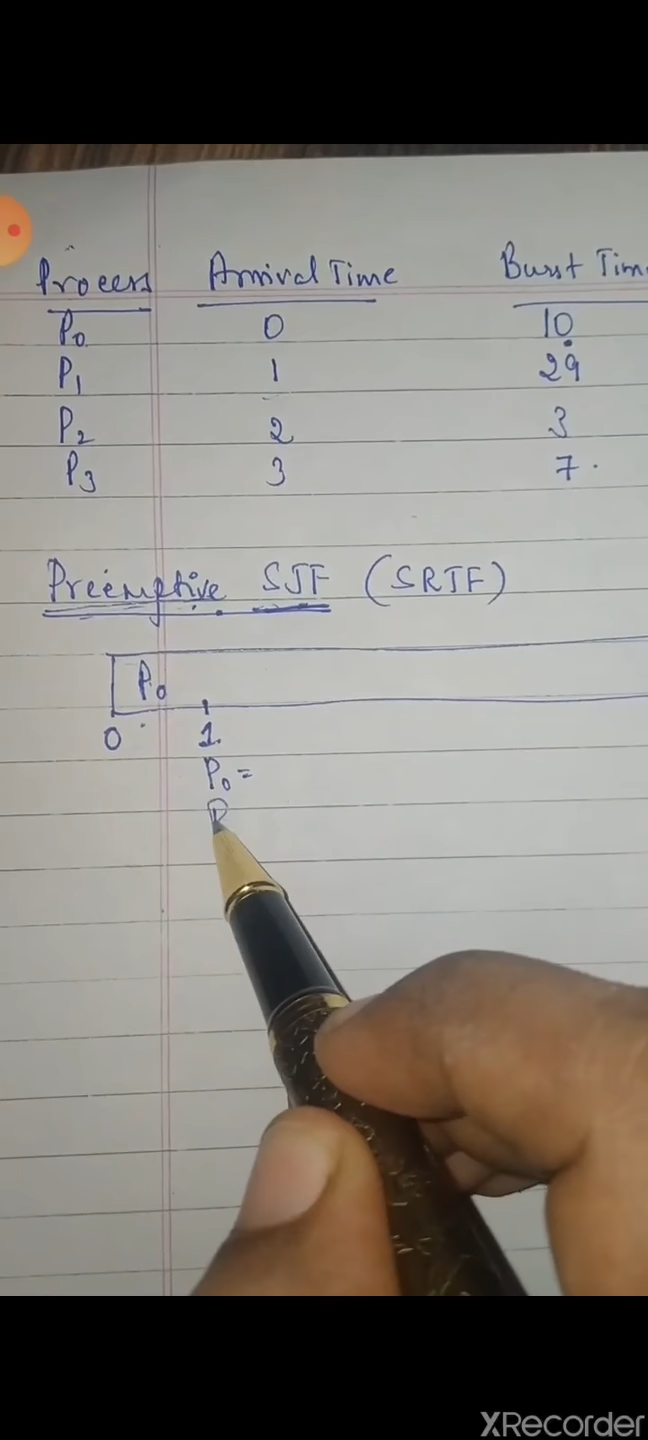 Process Arrival Time Burst Tim
P0 0 10
P1 1 29
P2 2 3
P3 3 7.
Preemptive SJF (SRTF)
P0
0 1.
P0 =
P
XRecorder